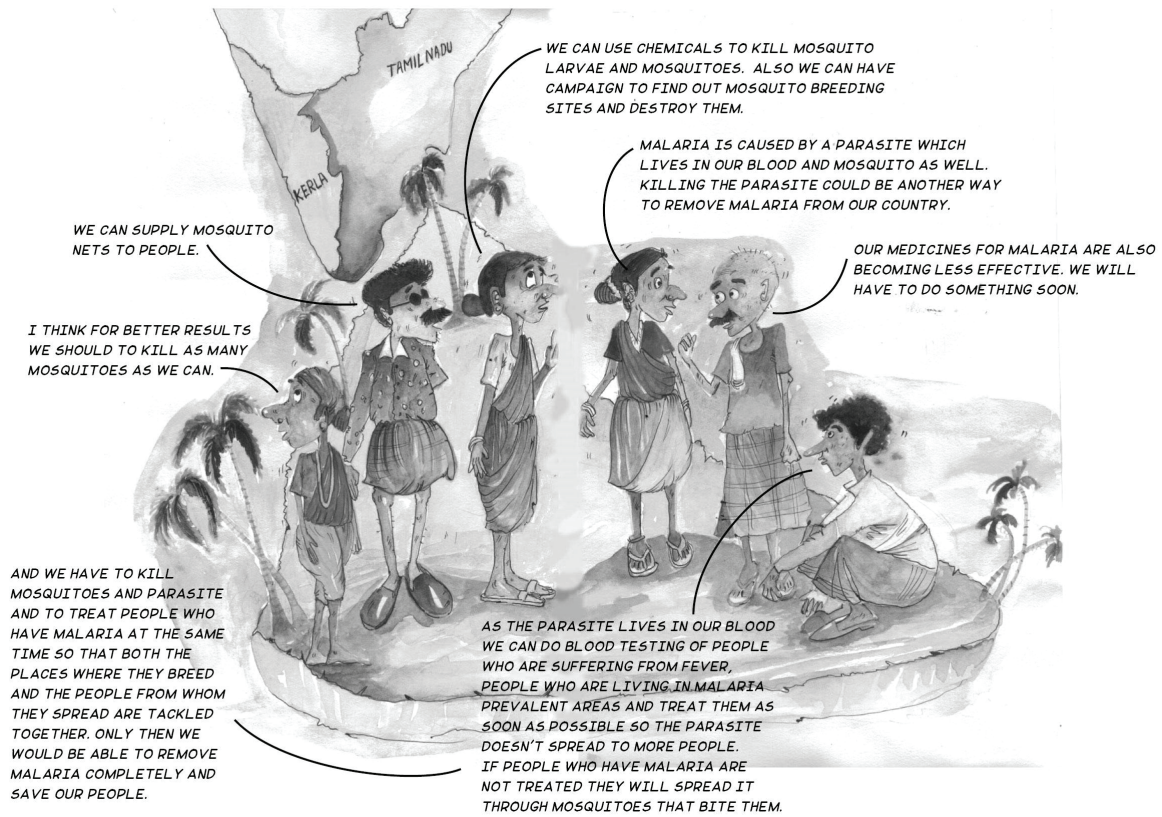 TAMILNADU
KERLA
WE CAN USE CHEMICALS TO KILL MOSQUITO
LARVAE AND MOSQUITOES. ALSO WE CAN HAVE
CAMPAIGN TO FIND OUT MOSQUITO BREEDING
SITES AND DESTROY THEM.
MALARIA IS CAUSED BY A PARASITE WHICH
LIVES IN OUR BLOOD AND MOSQUITO AS WELL.
KILLING THE PARASITE COULD BE ANOTHER WAY
TO REMOVE MALARIA FROM OUR COUNTRY.
WE CAN SUPPLY MOSQUITO
NETS TO PEOPLE.
OUR MEDICINES FOR MALARIA ARE ALSO
BECOMING LESS EFFECTIVE. WE WILL
HAVE TO DO SOMETHING SOON.
I THINK FOR BETTER RESULTS
WE SHOULD TO KILL AS MANY
MOSQUITOES AS WE CAN.
AND WE HAVE TO KILL
MOSQUITOES AND PARASITE
AND TO TREAT PEOPLE WHO
HAVE MALARIA AT THE SAME
TIME SO THAT BOTH THE
PLACES WHERE THEY BREED
AND THE PEOPLE FROM WHOM
THEY SPREAD ARE TACKLED
TOGETHER. ONLY THEN WE
WOULD BE ABLE TO REMOVE
MALARIA COMPLETELY AND
SAVE OUR PEOPLE.
AS THE PARASITE LIVES IN OUR BLOOD
WE CAN DO BLOOD TESTING OF PEOPLE
WHO ARE SUFFERING FROM FEVER,
PEOPLE WHO ARE LIVING IN MALARIA
PREVALENT AREAS AND TREAT THEM AS
SOON AS POSSIBLE SO THE PARASITE
DOESN'T SPREAD TO MORE PEOPLE.
IF PEOPLE WHO HAVE MALARIA ARE
NOT TREATED THEY WILL SPREAD IT
THROUGH MOSQUITOES THAT BITE THEM.